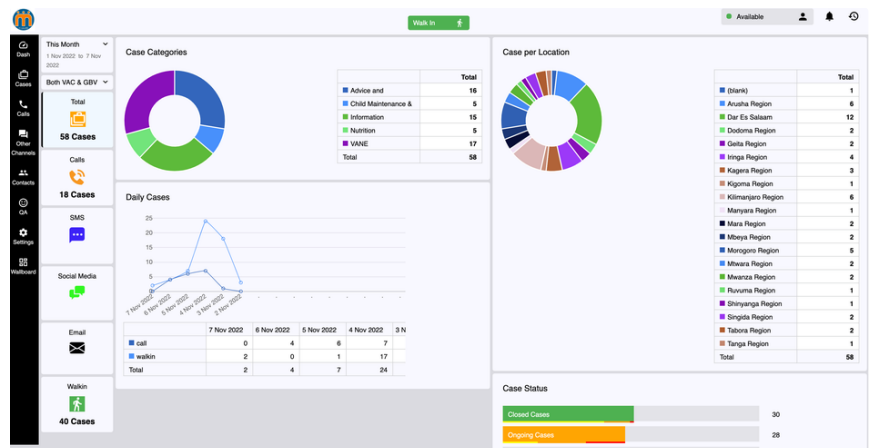 Walk In
Available
Dash
Cases
Calls
Other
Channels
Contacts
QA
Settings
Wallboard
This Month
1 Nov 2022 to 7 Nov
2022
Both VAC & GBV
Total
58 Cases
Calls
18 Cases
SMS
Social Media
Email
Walkin
40 Cases
Case Categories
Total
Advice and 16
Child Maintenance & 5
Information 15
Nutrition 5
VANE 17
Total 58
Daily Cases
25
20
15
10
5
0
7 Nov 2022 6 Nov 2022 5 Nov 2022 4 Nov 2022 3 Nov 2022 2 Nov 2022
7 Nov 2022 6 Nov 2022 5 Nov 2022 4 Nov 2022 3 N
call 0 4 6 7
walkin 2 0 1 17
Total 2 4 7 24
Case per Location
Total
(blank) 1
Arusha Region 6
Dar Es Salaam 12
Dodoma Region 2
Geita Region 2
Iringa Region 4
Kagera Region 3
Kigoma Region 1
Kilimanjaro Region 6
Manyara Region 1
Mara Region 2
Mbeya Region 2
Morogoro Region 5
Mtwara Region 2
Mwanza Region 2
Ruvuma Region 1
Shinyanga Region 1
Singida Region 2
Tabora Region 2
Tanga Region 1
Total 58
Case Status
Closed Cases 30
Ongoing Cases 28